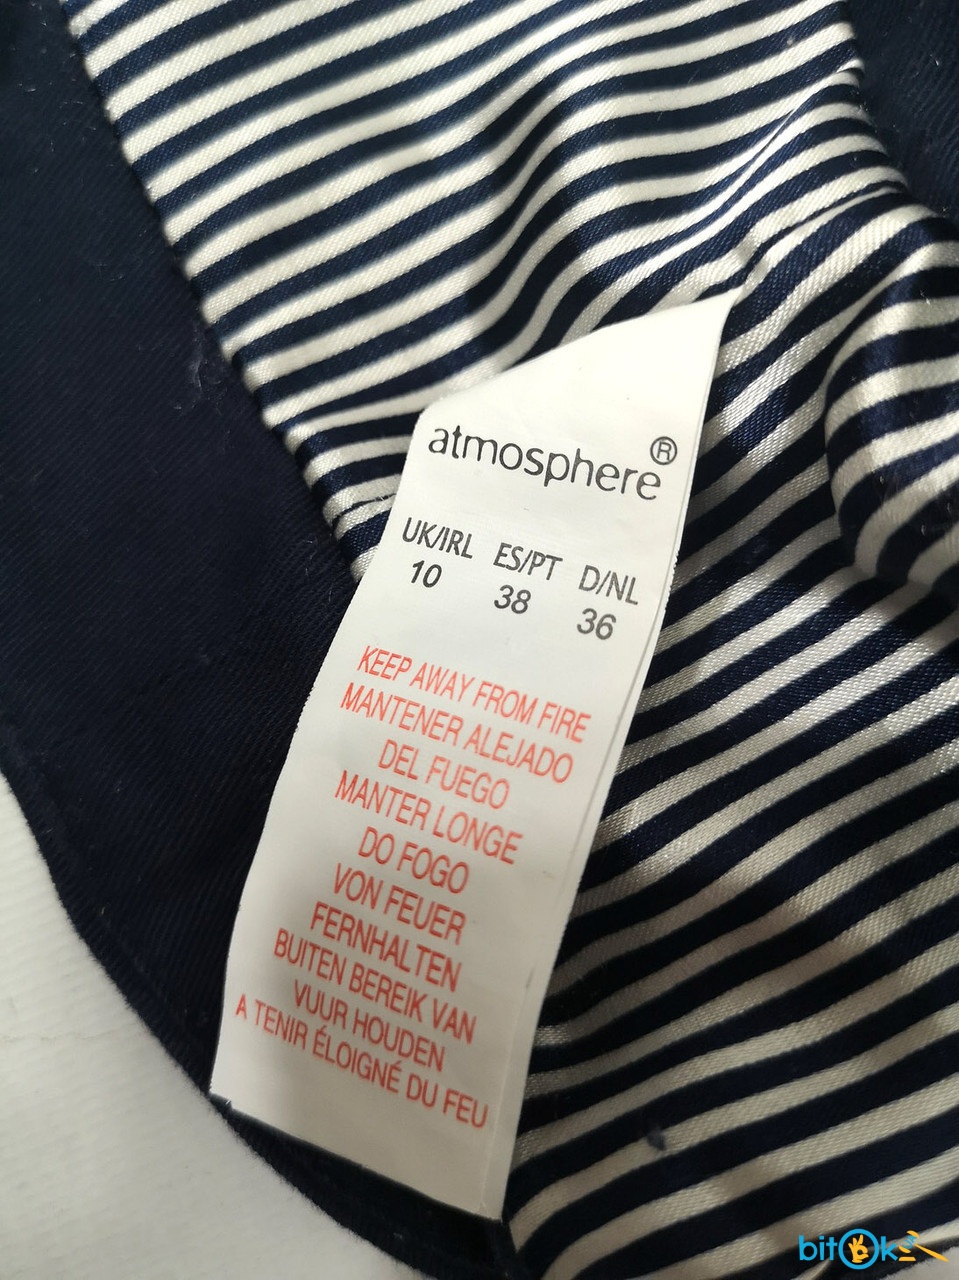 atmosphere®
UK/IRL ES/PT D/NL
10 38 36
KEEP AWAY FROM FIRE
MANTENER ALEJADO
DEL FUEGO
MANTER LONGE
DO FOGO
VON FEUER
FERNHALTEN
BUITEN BEREIK VAN
VUUR HOUDEN
A TENIR ÉLOIGNÉ DU FEU
bitOk